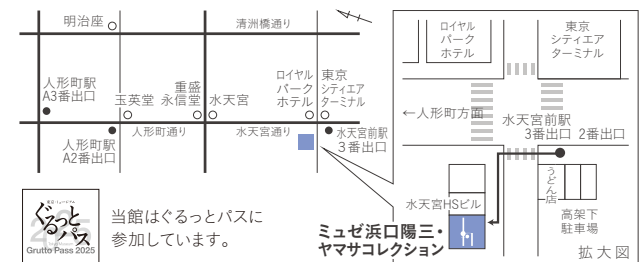 明治座
清洲橋通り
人形町駅
A3番出口
玉英堂
重盛
永信堂
水天宮
ロイヤル
パーク
ホテル
東京
シティエア
ターミナル
人形町通り
水天宮通り
人形町駅
A2番出口
水天宮前駅
3番出口
ロイヤル
パーク
ホテル
東京
シティエア
ターミナル
←人形町方面
水天宮前駅
3番出口 2番出口
うどん店
水天宮HSビル
高架下
駐車場
ミュゼ浜口陽三・
ヤマサコレクション
拡大図
ぐるっと
パス
2025
Grutto Pass 2025
当館はぐるっとパスに
参加しています。